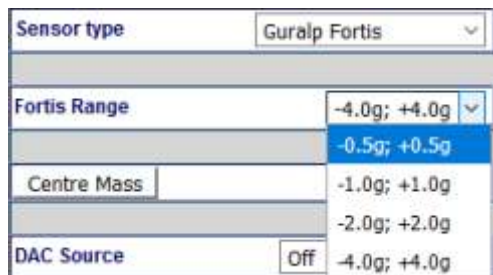 Sensor type Guralp Fortis
Fortis Range -4.0g; +4.0g
-0.5g; +0.5g
Centre Mass -1.0g; +1.0g
-2.0g; +2.0g
DAC Source Off -4.0g; +4.0g